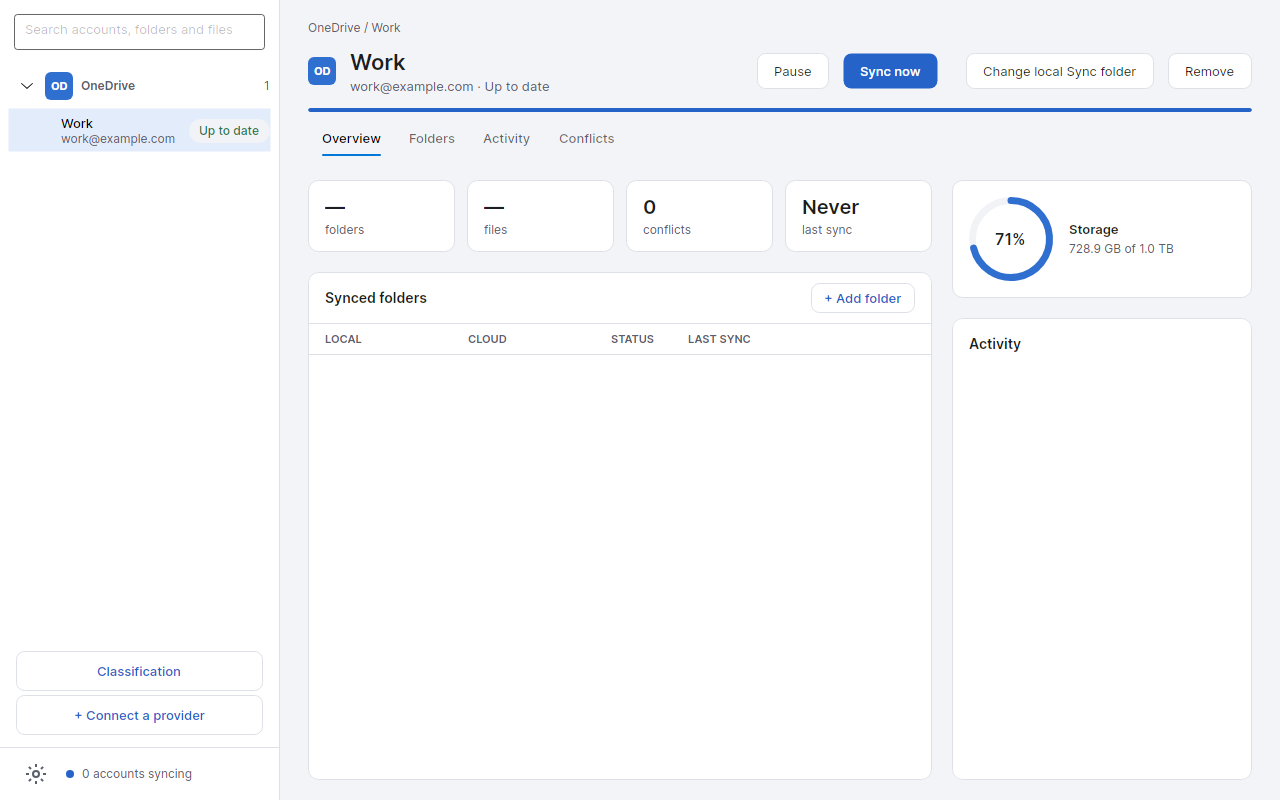 Search accounts, folders and files
OD OneDrive 1
Work
work@example.com
Up to date
Classification
+ Connect a provider
0 accounts syncing
OneDrive / Work
OD
Work
work@example.com · Up to date
Pause
Sync now
Change local Sync folder
Remove
Overview
Folders
Activity
Conflicts
—
folders
—
files
0
conflicts
Never
last sync
Synced folders
+ Add folder
LOCAL CLOUD STATUS LAST SYNC
71%
Storage
728.9 GB of 1.0 TB
Activity